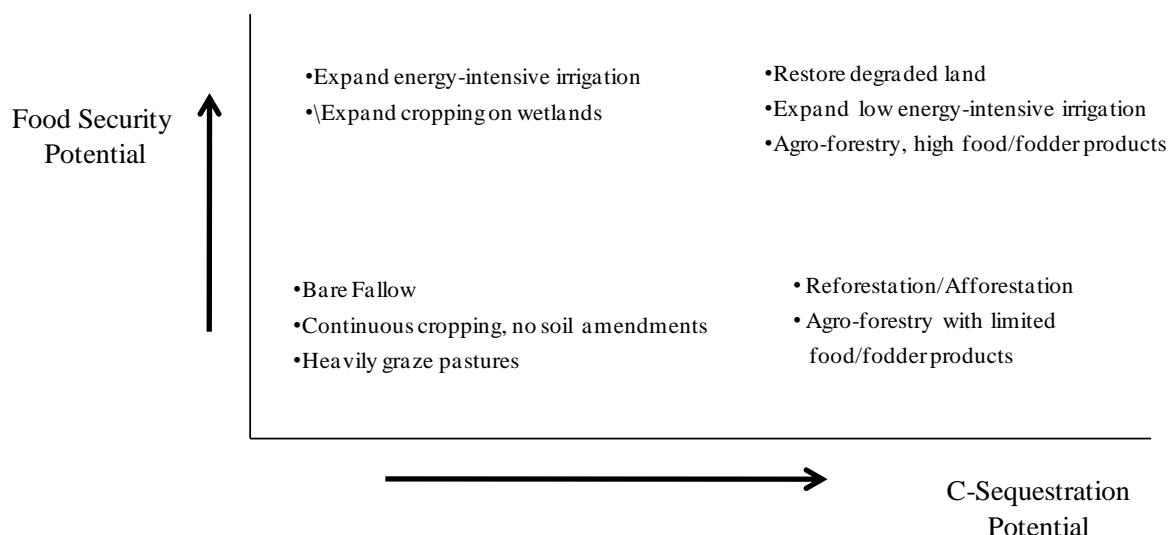 Food Security
Potential
•Expand energy-intensive irrigation
•\Expand cropping on wetlands
•Restore degraded land
•Expand low energy-intensive irrigation
•Agro-forestry, high food/fodder products
•Bare Fallow
•Continuous cropping, no soil amendments
•Heavily graze pastures
• Reforestation/Afforestation
• Agro-forestry with limited
food/fodder products
C-Sequestration
Potential